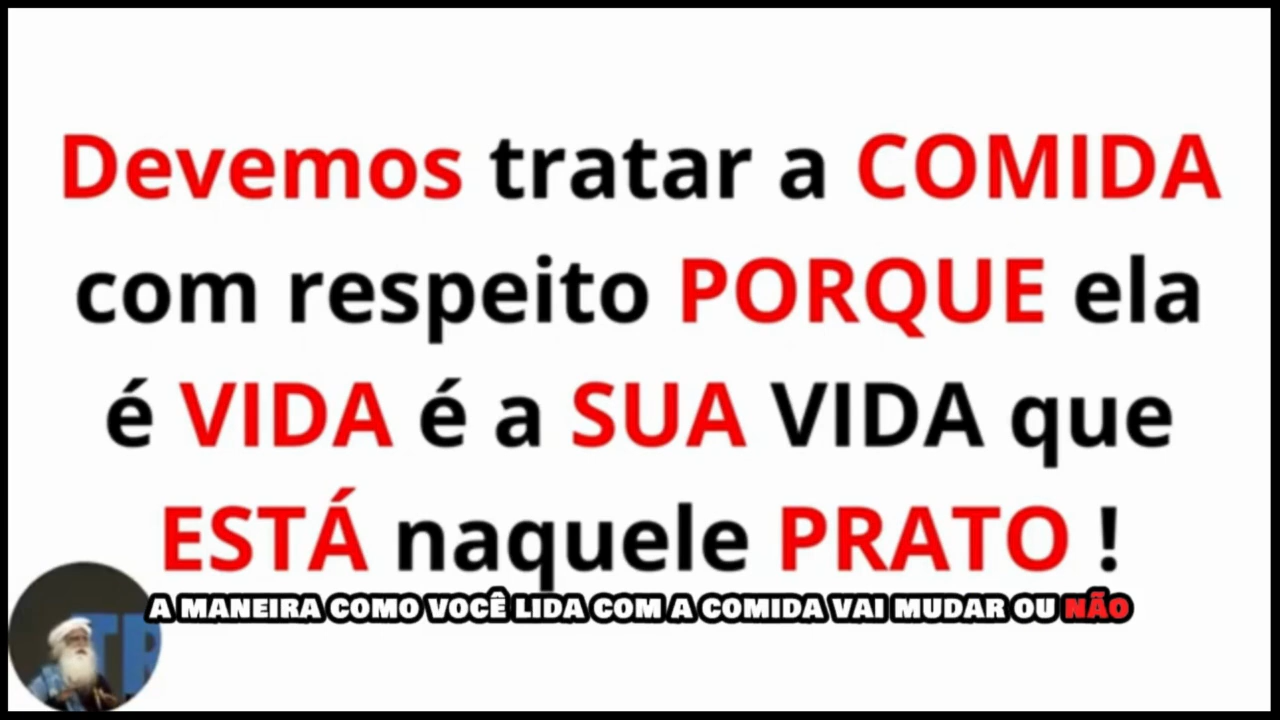 Devemos tratar a COMIDA
com respeito PORQUE ela
é VIDA é a SUA VIDA que
ESTÁ naquele PRATO !
A MANEIRA COMO VOCÊ LIDA COM A COMIDA VAI MUDAR OU NÃO